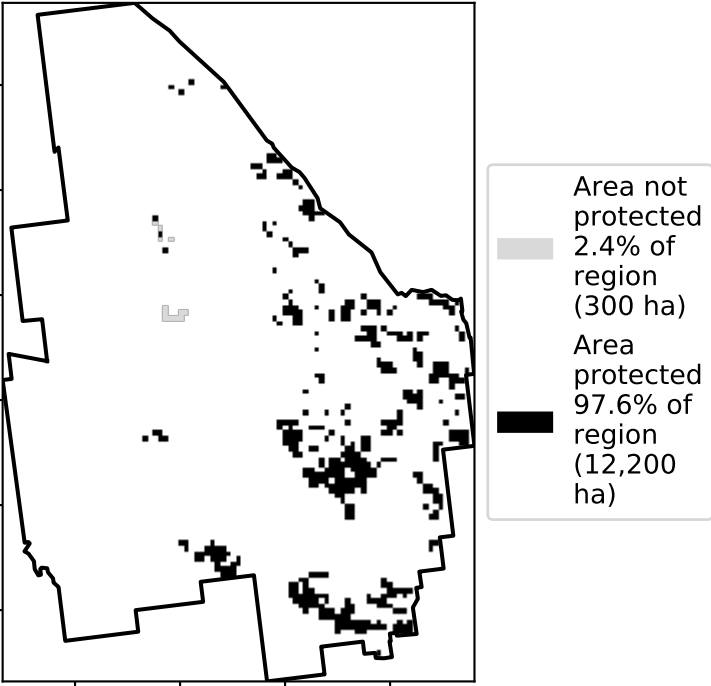 Area not
protected
2.4% of
region
(300 ha)
Area
protected
97.6% of
region
(12,200
ha)